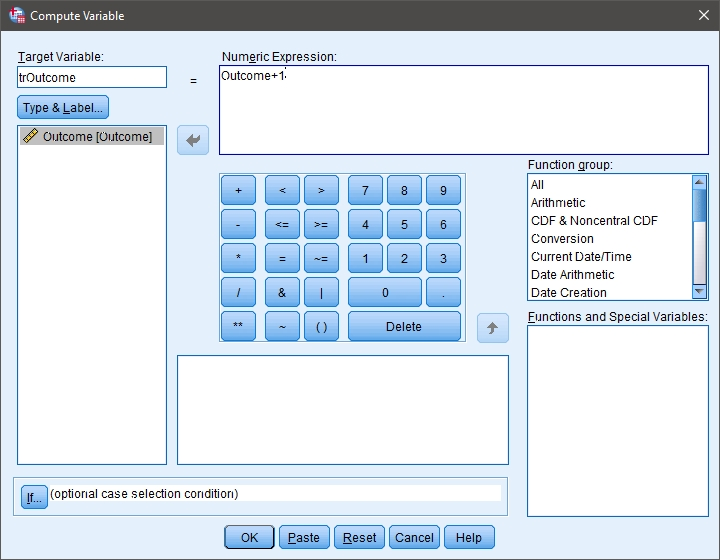 Compute Variable
Target Variable:
trOutcome
=
Numeric Expression:
Outcome+1
Type & Label...
Outcome [Outcome]
+ < > 7 8 9
- <= >= 4 5 6
* = ~= 1 2 3
/ & | 0 .
** ~ ( ) Delete
Function group:
All
Arithmetic
CDF & Noncentral CDF
Conversion
Current Date/Time
Date Arithmetic
Date Creation
Functions and Special Variables:
If... (optional case selection condition)
OK Paste Reset Cancel Help